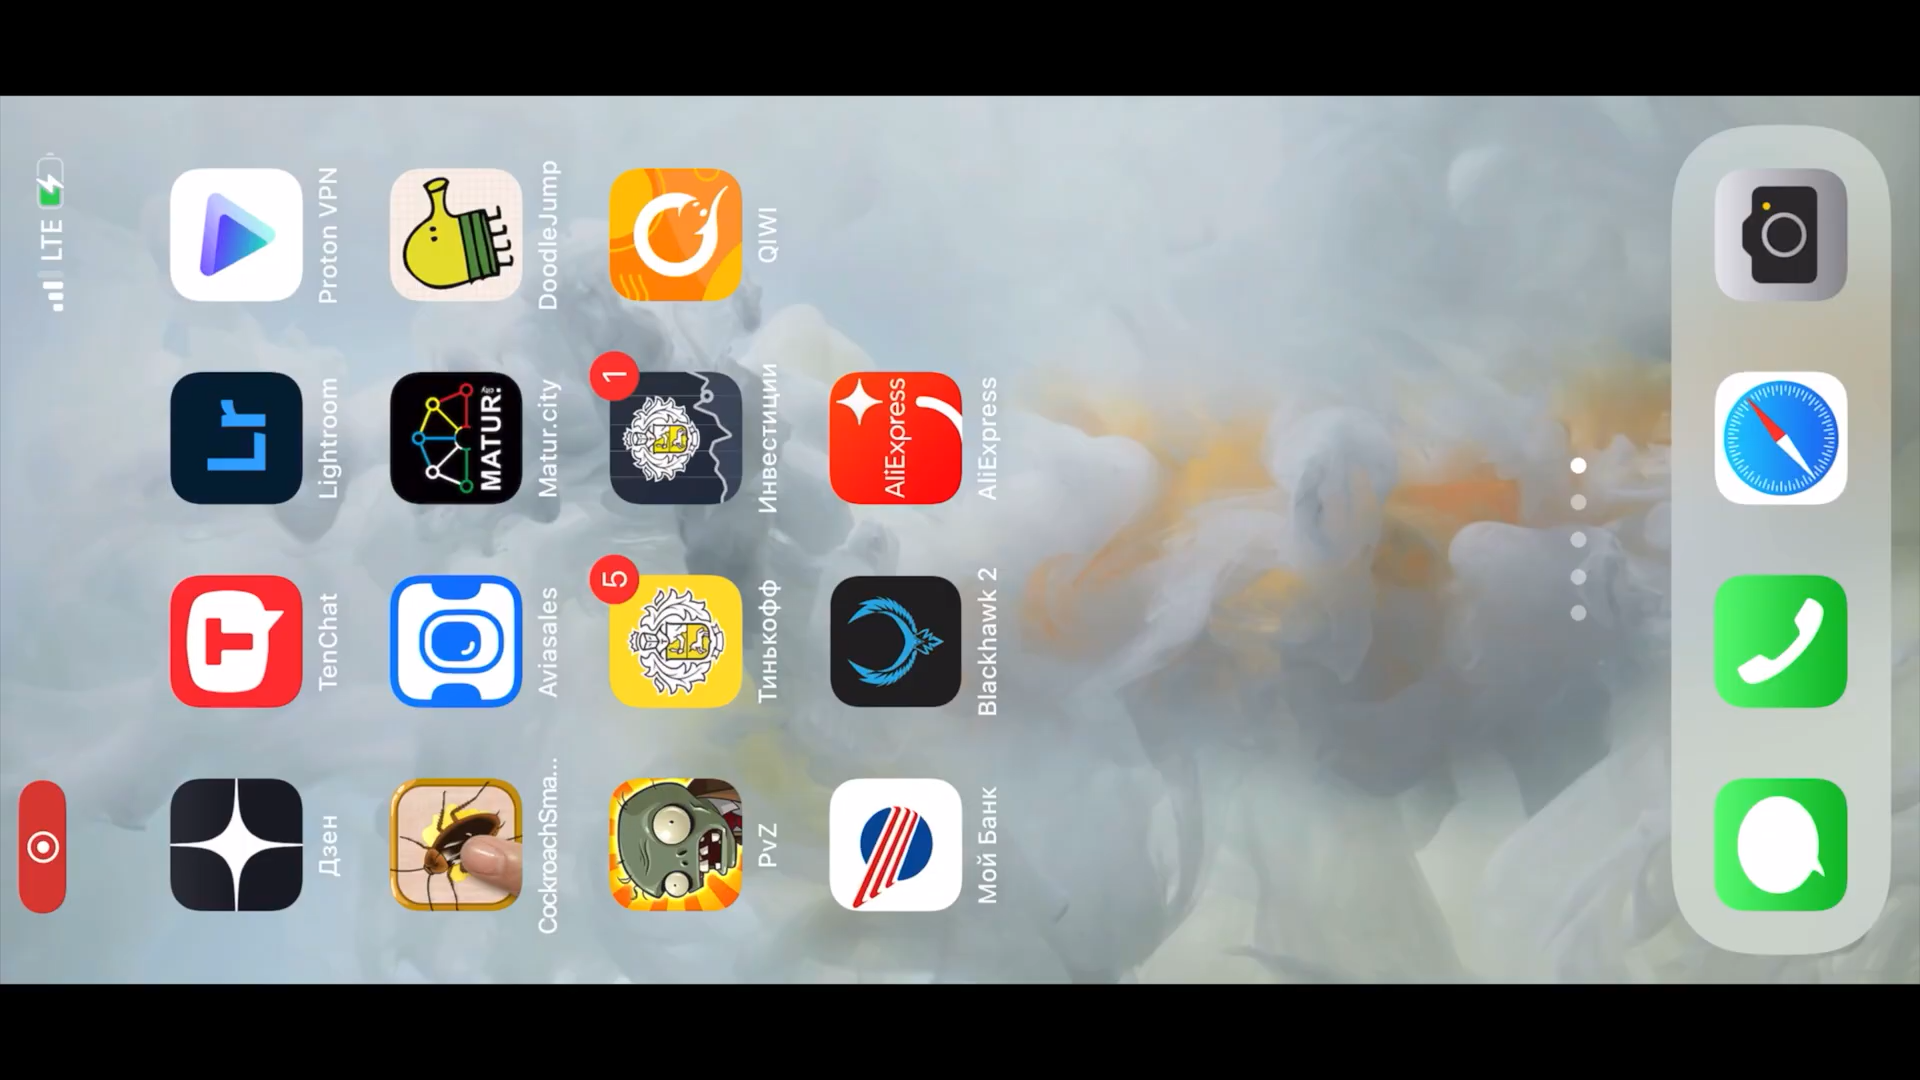 LTE
Дзен
TenChat
Lr
Lightroom
Proton VPN
CockroachSma...
Aviasales
MATUR.
Matur.city
DoodleJump
PvZ
5
Тинькофф
1
Инвестиции
QIWI
Мой Банк
Blackhawk 2
AliExpress
AliExpress